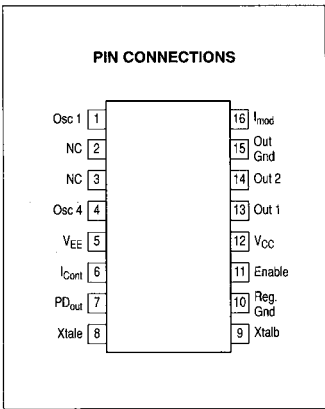 PIN CONNECTIONS
Osc 1 1
NC 2
NC 3
Osc 4 4
VEE 5
ICont 6
PDout 7
Xtale 8
16 Imod
15 Out Gnd
14 Out 2
13 Out 1
12 VCC
11 Enable
10 Reg. Gnd
9 Xtalb